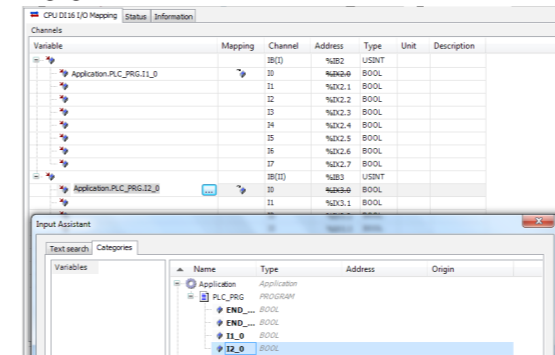 CPU DI16 I/O Mapping Status Information
Channels
Variable Mapping Channel Address Type Unit Description
IB(I) %IB2 USINT
Application.PLC_PRG.I1_0 I0 %IX2.0 BOOL
I1 %IX2.1 BOOL
I2 %IX2.2 BOOL
I3 %IX2.3 BOOL
I4 %IX2.4 BOOL
I5 %IX2.5 BOOL
I6 %IX2.6 BOOL
I7 %IX2.7 BOOL
IB(II) %IB3 USINT
Application.PLC_PRG.I2_0 ... I0 %IX3.0 BOOL
I1 %IX3.1 BOOL
Input Assistant
Text search Categories
Variables Name Type Address Origin
Application Application
PLC_PRG PROGRAM
END_... BOOL
END_... BOOL
I1_0 BOOL
I2_0 BOOL